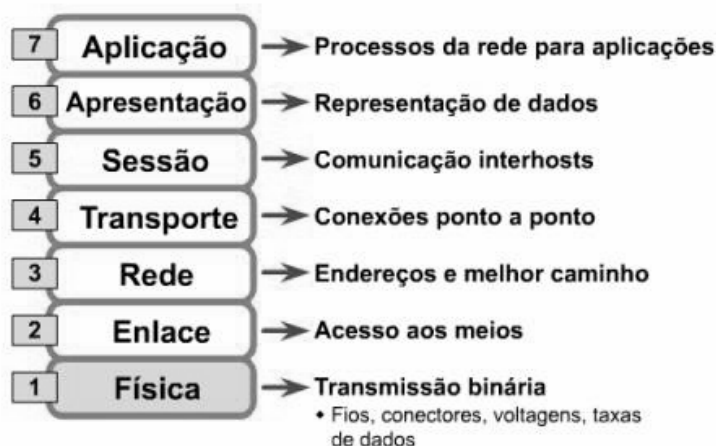 7 Aplicação Processos da rede para aplicações
6 Apresentação Representação de dados
5 Sessão Comunicação interhosts
4 Transporte Conexões ponto a ponto
3 Rede Endereços e melhor caminho
2 Enlace Acesso aos meios
1 Física Transmissão binária
• Fios, conectores, voltagens, taxas
de dados